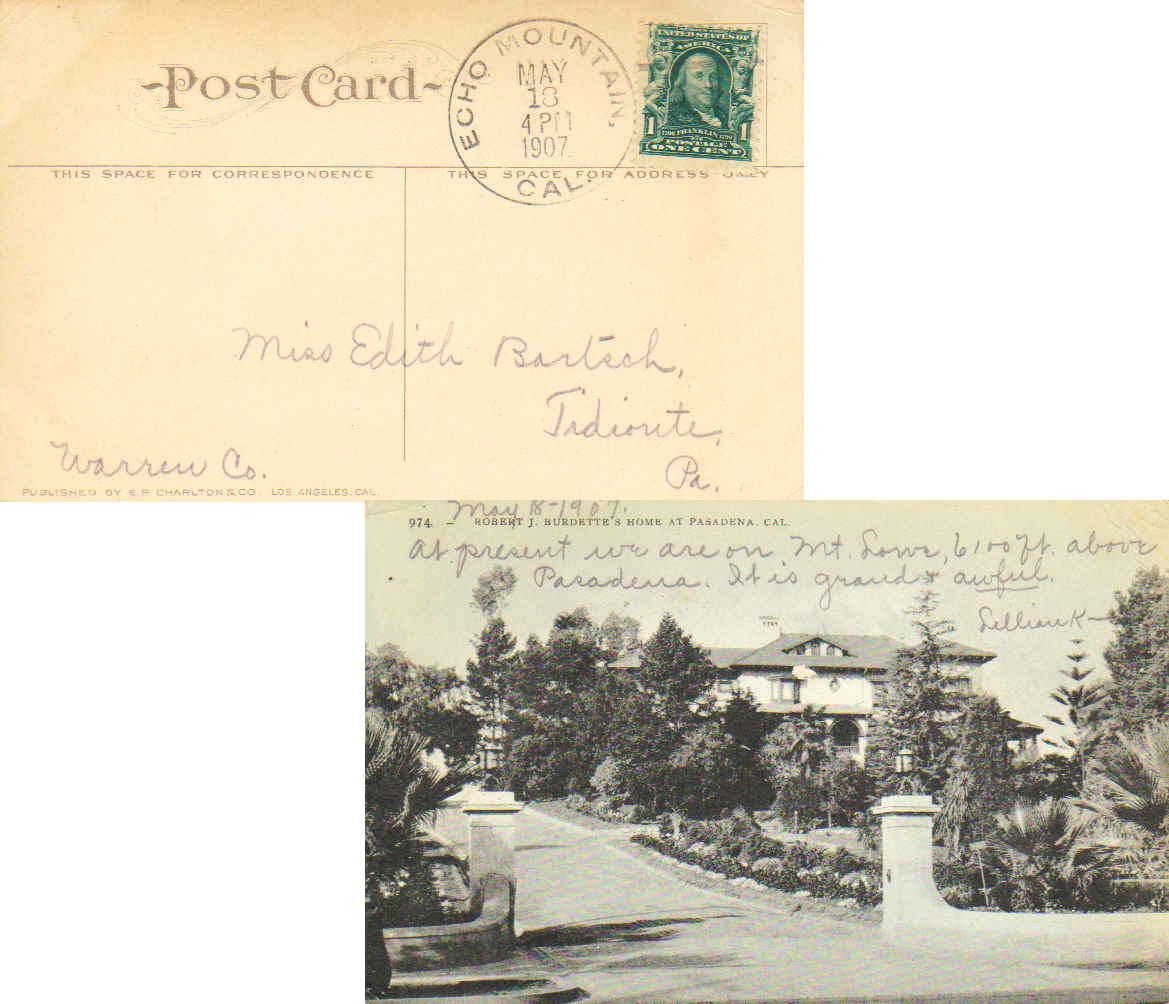 Post Card
ECHO MOUNTAIN,
MAY
18
4 PM
1907
CAL.
UNITED STATES OF
AMERICA
1 FRANKLIN 1
POSTAGE
ONE CENT
THIS SPACE FOR CORRESPONDENCE
THIS SPACE FOR ADDRESS ONLY
Miss Edith Bartsch,
Tidioute,
Warren Co.
Pa.
PUBLISHED BY E.P. CHARLTON & CO. LOS ANGELES, CAL.
May 18-1907.
974. — ROBERT J. BURDETTE'S HOME AT PASADENA, CAL.
At present we are on Mt. Lowe, 6100 ft. above
Pasadena. It is grand & awful.
Lillian K—